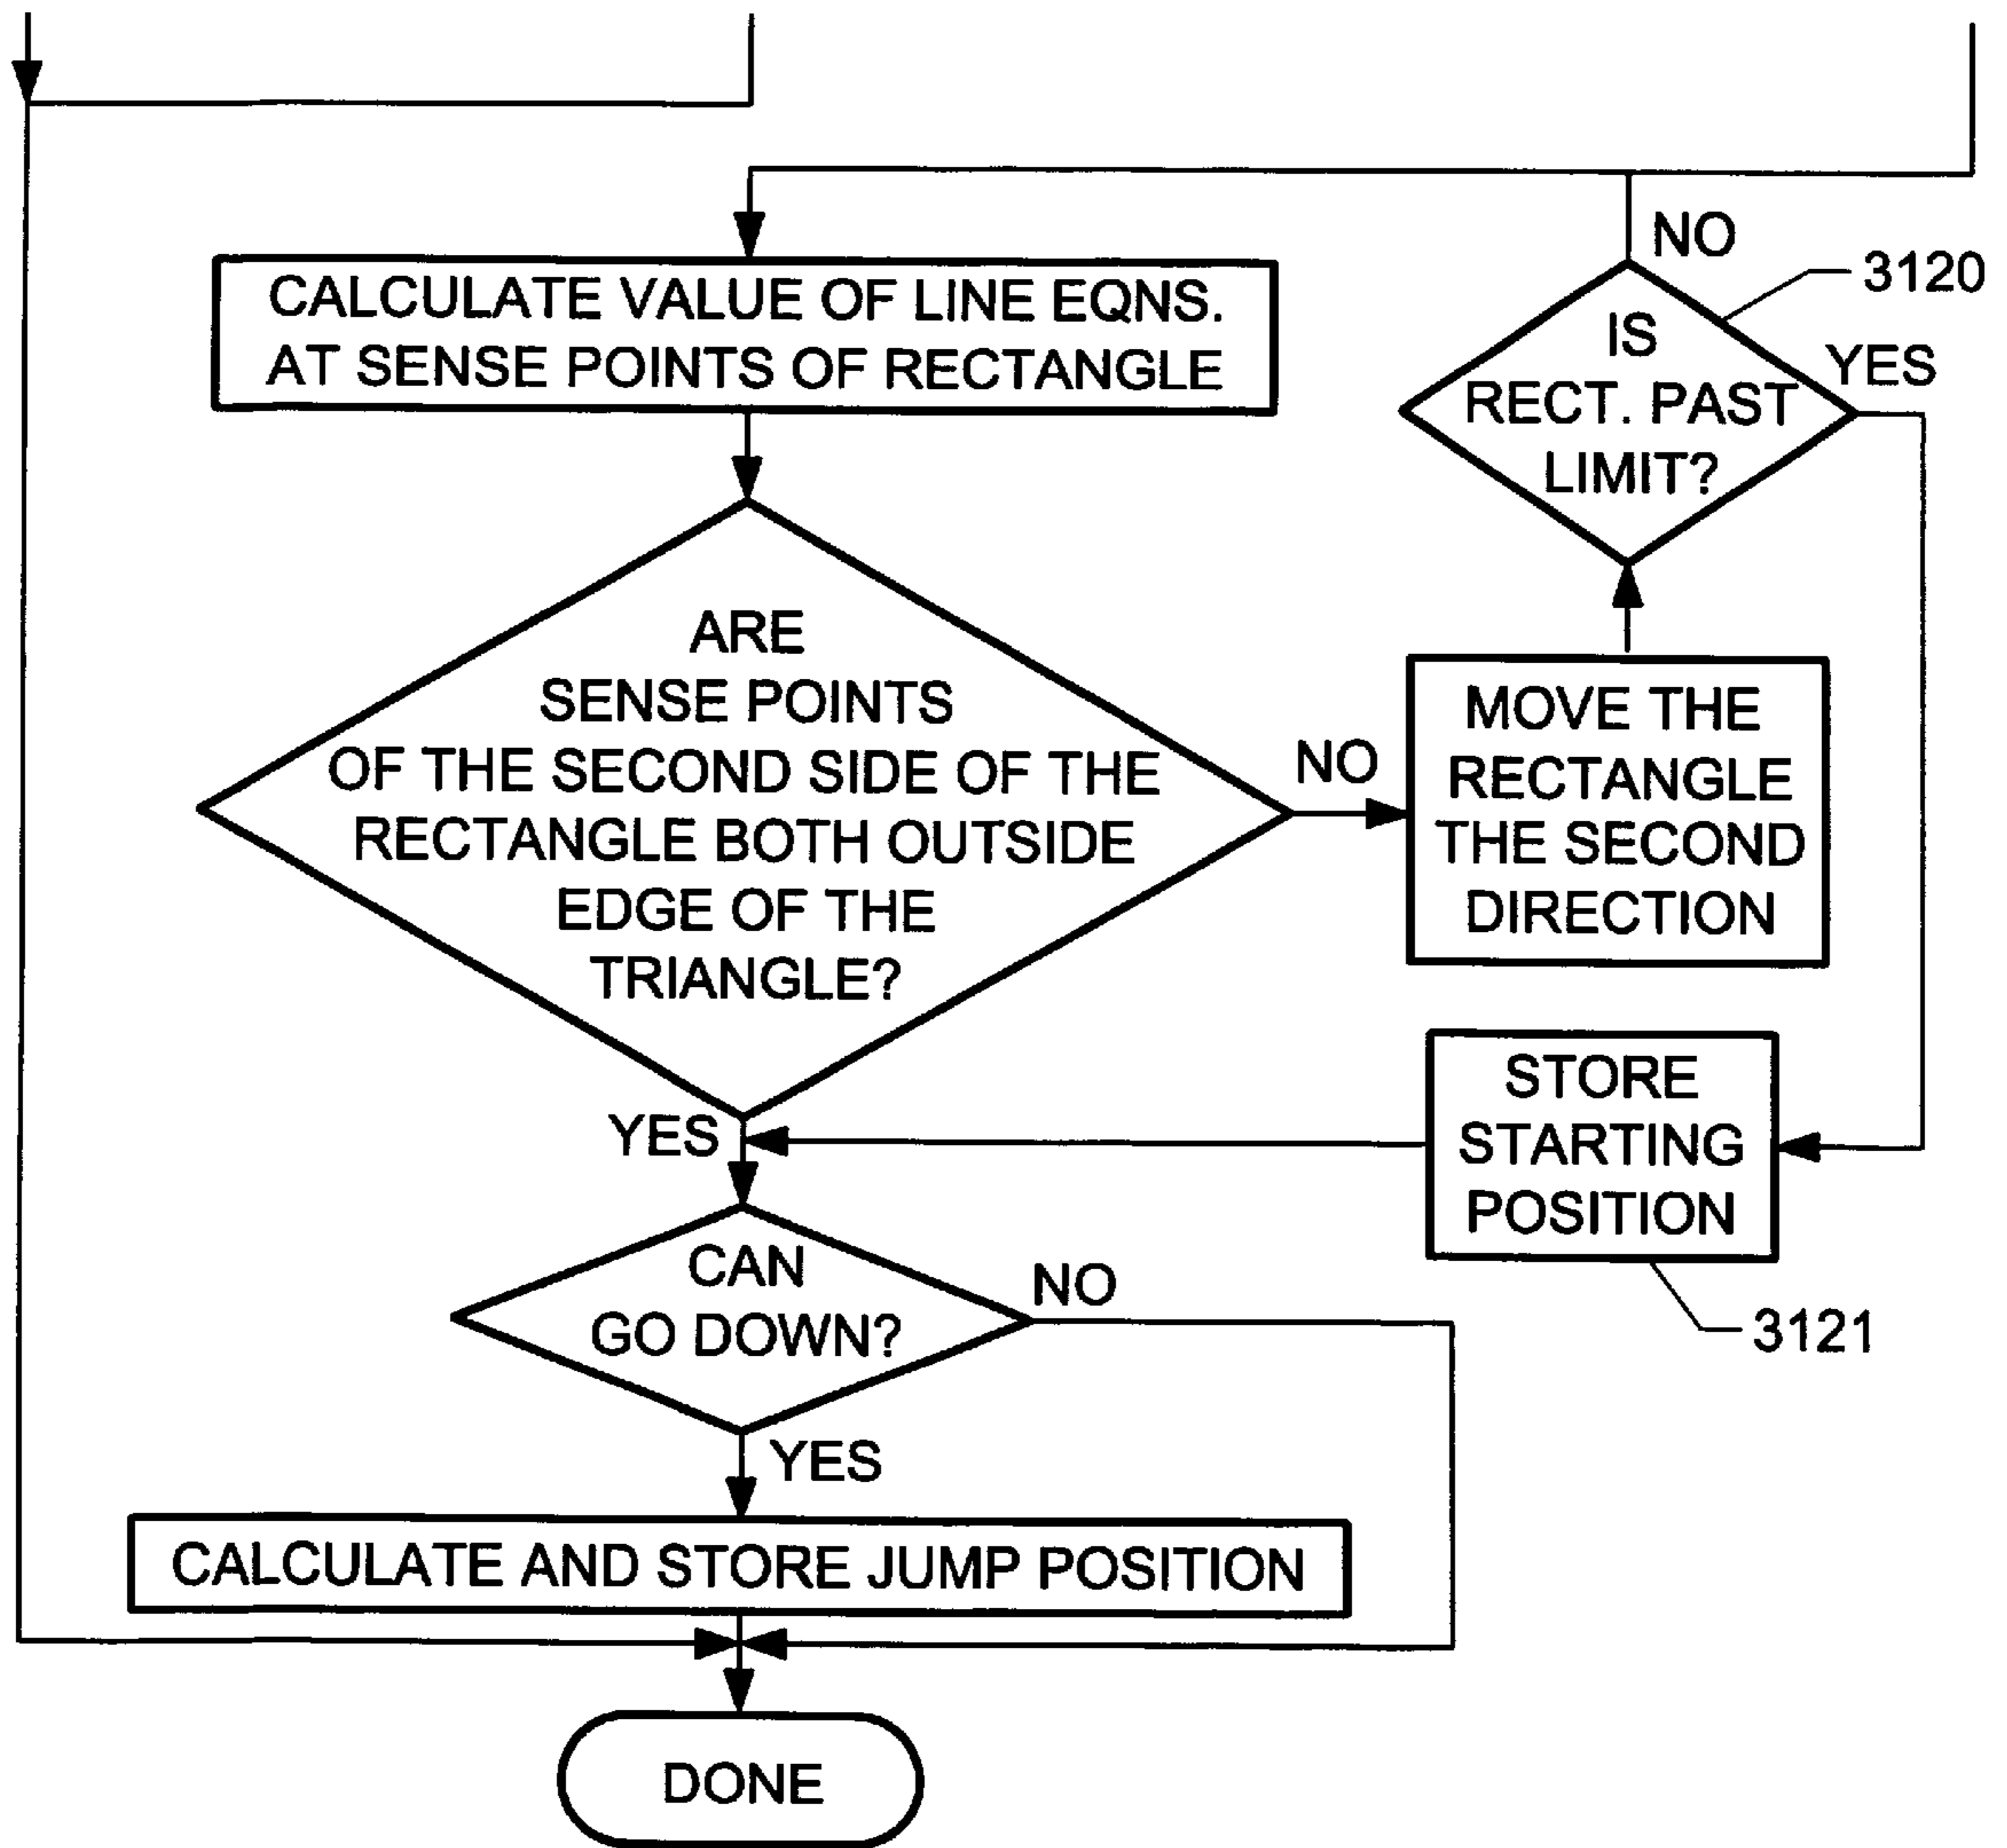 CALCULATE VALUE OF LINE EQNS.
AT SENSE POINTS OF RECTANGLE
NO
3120
IS
RECT. PAST
LIMIT?
YES
ARE
SENSE POINTS
OF THE SECOND SIDE OF THE
RECTANGLE BOTH OUTSIDE
EDGE OF THE
TRIANGLE?
NO
MOVE THE
RECTANGLE
THE SECOND
DIRECTION
YES
STORE
STARTING
POSITION
3121
CAN
GO DOWN?
NO
YES
CALCULATE AND STORE JUMP POSITION
DONE